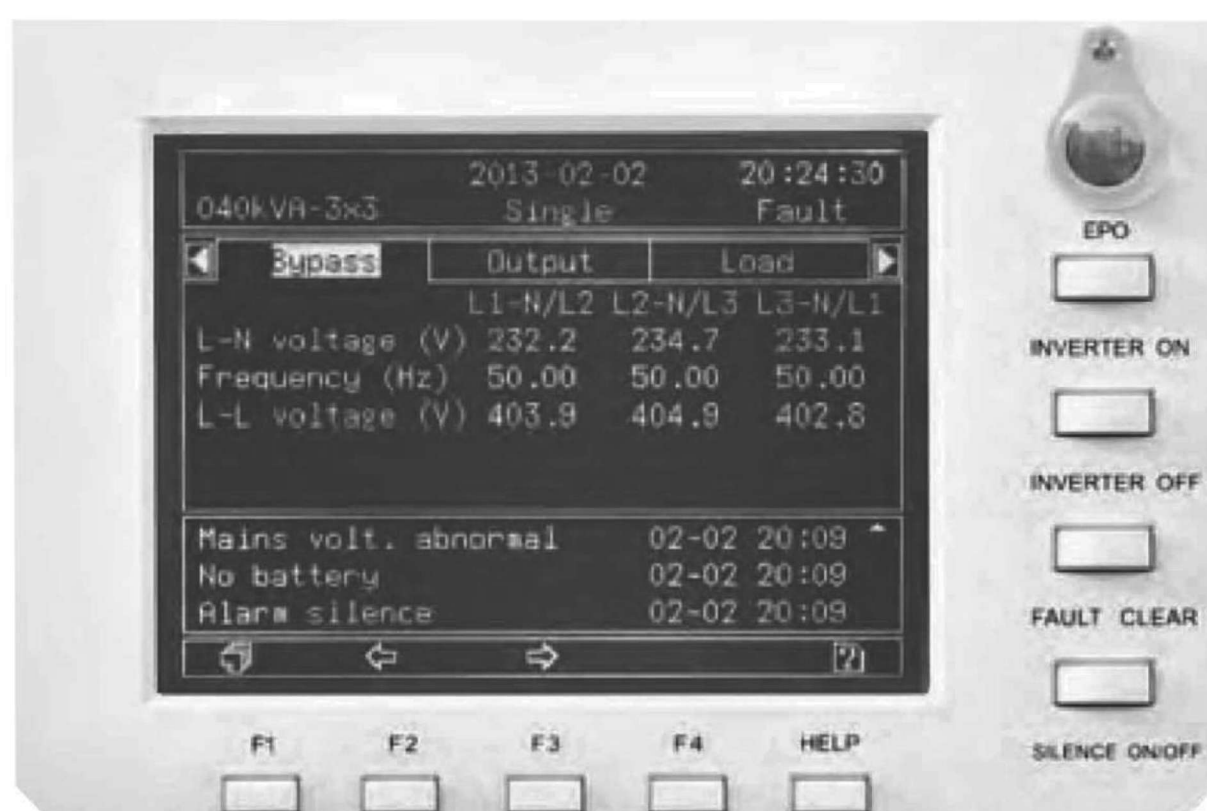 2013-02-02 20:24:30
040kVA-3x3 Single Fault
Bypass Output Load
L1-N/L2 L2-N/L3 L3-N/L1
L-N voltage (V) 232.2 234.7 233.1
Frequency (Hz) 50.00 50.00 50.00
L-L voltage (V) 403.9 404.9 402.8
Mains volt. abnormal 02-02 20:09
No battery 02-02 20:09
Alarm silence 02-02 20:09
?
EPO
INVERTER ON
INVERTER OFF
FAULT CLEAR
SILENCE ON/OFF
F1 F2 F3 F4 HELP